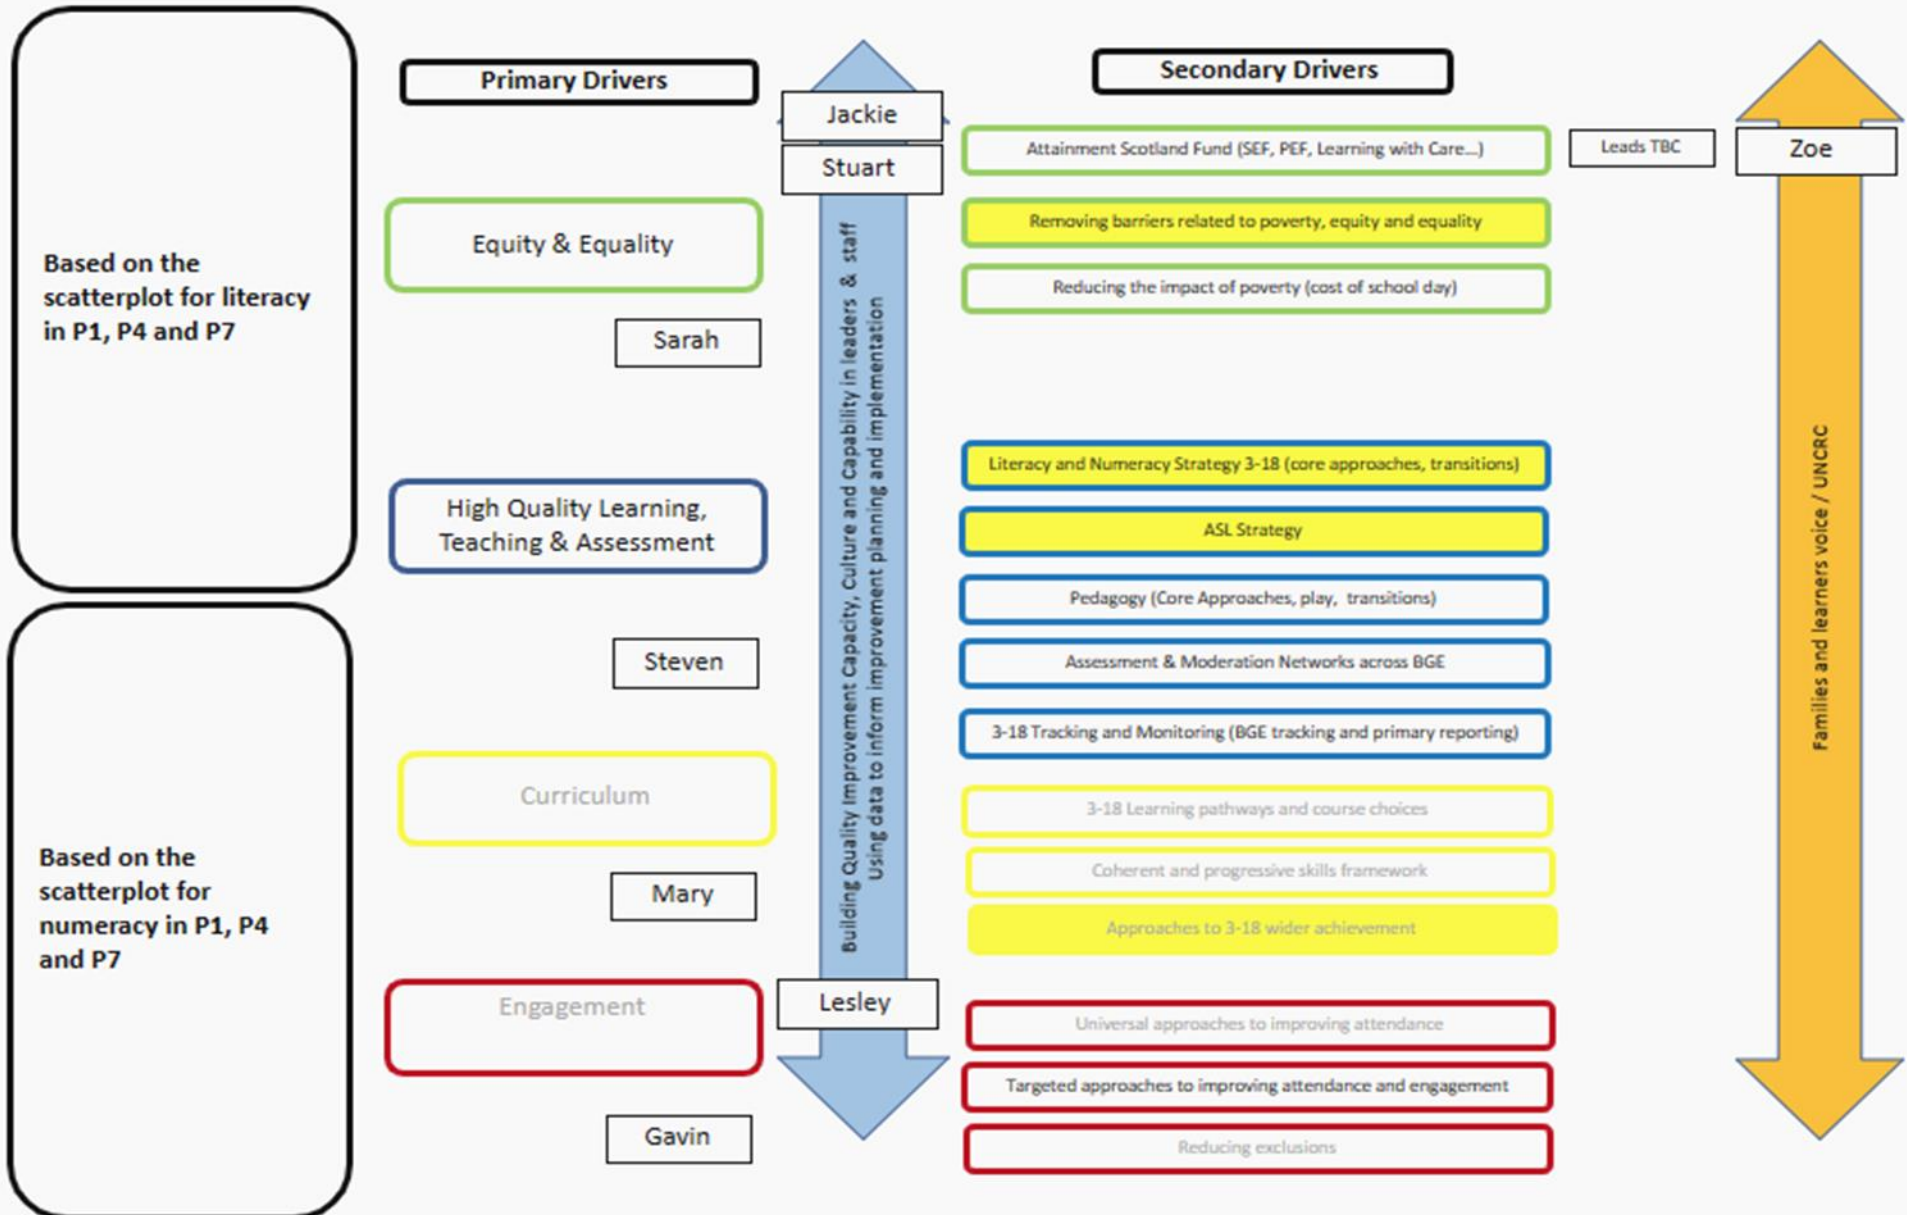 Based on the
scatterplot for literacy
in P1, P4 and P7
Based on the
scatterplot for
numeracy in P1, P4
and P7
Primary Drivers
Equity & Equality
Sarah
High Quality Learning,
Teaching & Assessment
Steven
Curriculum
Mary
Engagement
Gavin
Jackie
Stuart
Building Quality Improvement Capacity, Culture and Capability in leaders & staff
Using data to inform improvement planning and implementation
Lesley
Secondary Drivers
Attainment Scotland Fund (SEF, PEF, Learning with Care...)
Removing barriers related to poverty, equity and equality
Reducing the impact of poverty (cost of school day)
Literacy and Numeracy Strategy 3-18 (core approaches, transitions)
ASL Strategy
Pedagogy (Core Approaches, play, transitions)
Assessment & Moderation Networks across BGE
3-18 Tracking and Monitoring (BGE tracking and primary reporting)
3-18 Learning pathways and course choices
Coherent and progressive skills framework
Approaches to 3-18 wider achievement
Universal approaches to improving attendance
Targeted approaches to improving attendance and engagement
Reducing exclusions
Leads TBC
Zoe
Families and learners voice / UNCRC